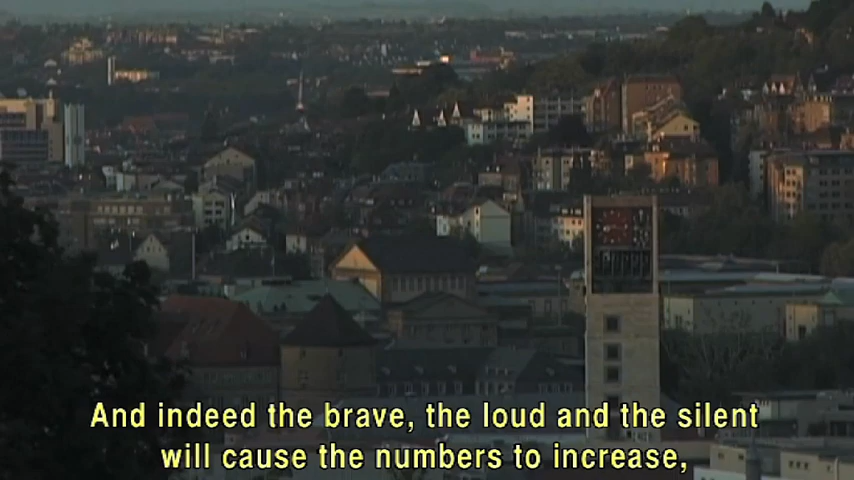 And indeed the brave, the loud and the silent
will cause the numbers to increase,